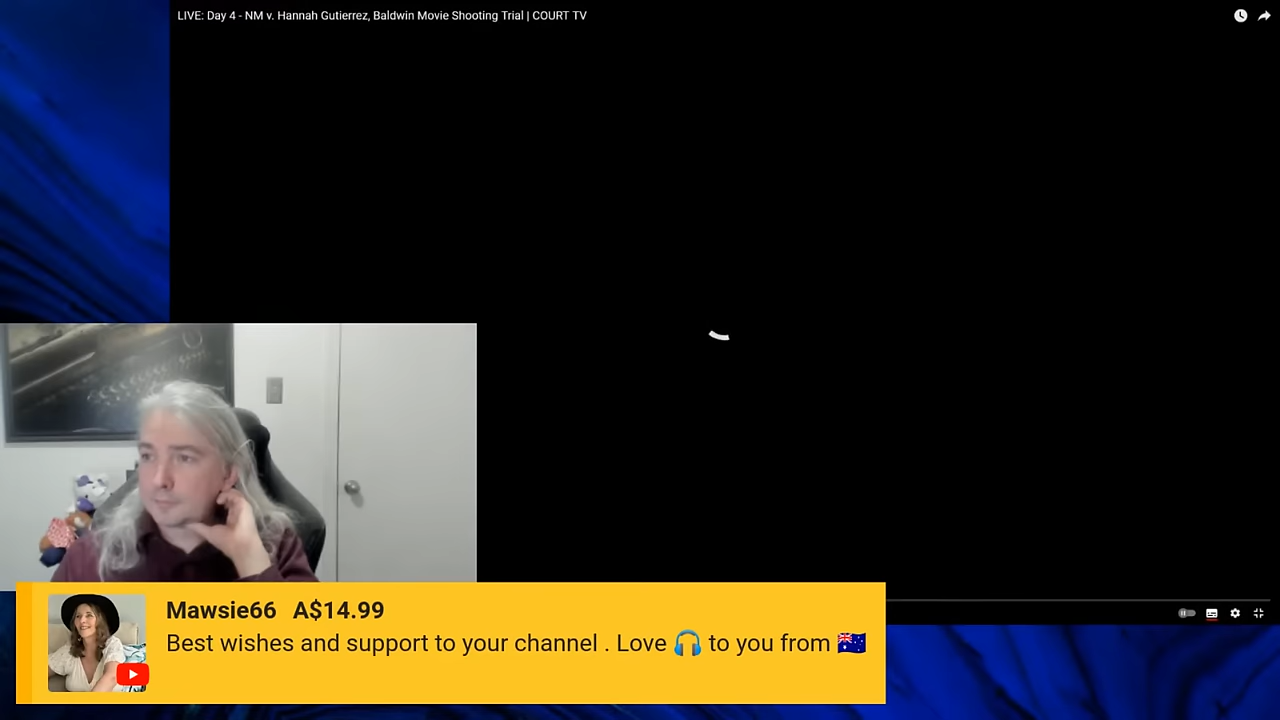 LIVE: Day 4 - NM v. Hannah Gutierrez, Baldwin Movie Shooting Trial | COURT TV
Mawsie66 A$14.99
Best wishes and support to your channel . Love 🎧 to you from 🇦🇺